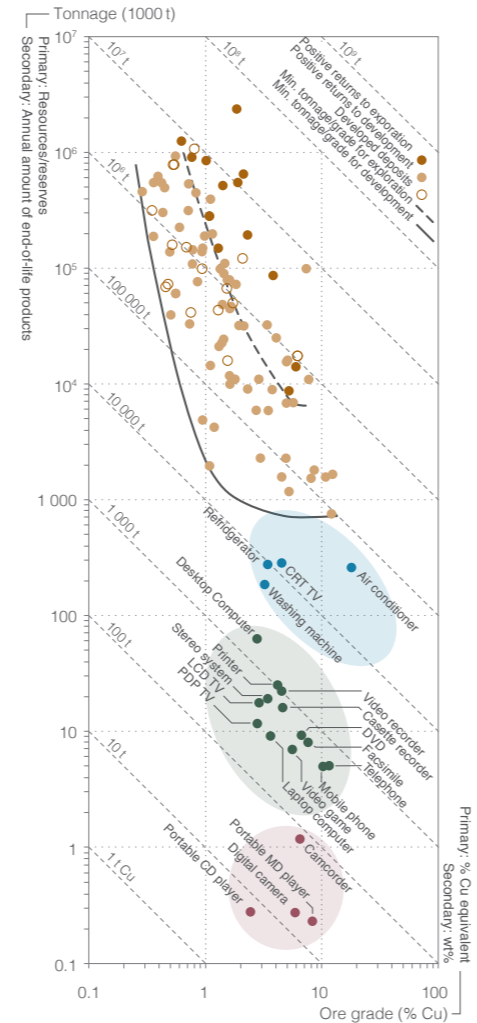 Tonnage (1000 t)
Primary: Resources/reserves
Secondary: Annual amount of end-of-life products
10⁷
10⁶
10⁵
10⁴
1 000
100
10
1
0.1
10⁷ t
10⁸ t
10⁹ t
10⁶ t
100 000 t
10 000 t
1 000 t
100 t
10 t
1 t Cu
Positive returns to exporation
Positive returns to development
Developed deposits
Min. tonnage/grade for exploration
Min. tonnage/grade for development
Refridgerator
CRT TV
Air conditioner
Washing machine
Desktop Computer
Printer
Stereo system
LCD TV
PDP TV
Video recorder
Casette recorder
DVD
Facsimile
Telephone
Mobile phone
Video game
Laptop computer
Camcorder
Portable MD player
Digital camera
Portable CD player
0.1
1
10
100
Ore grade (% Cu)
Primary: % Cu equivalent
Secondary: wt%